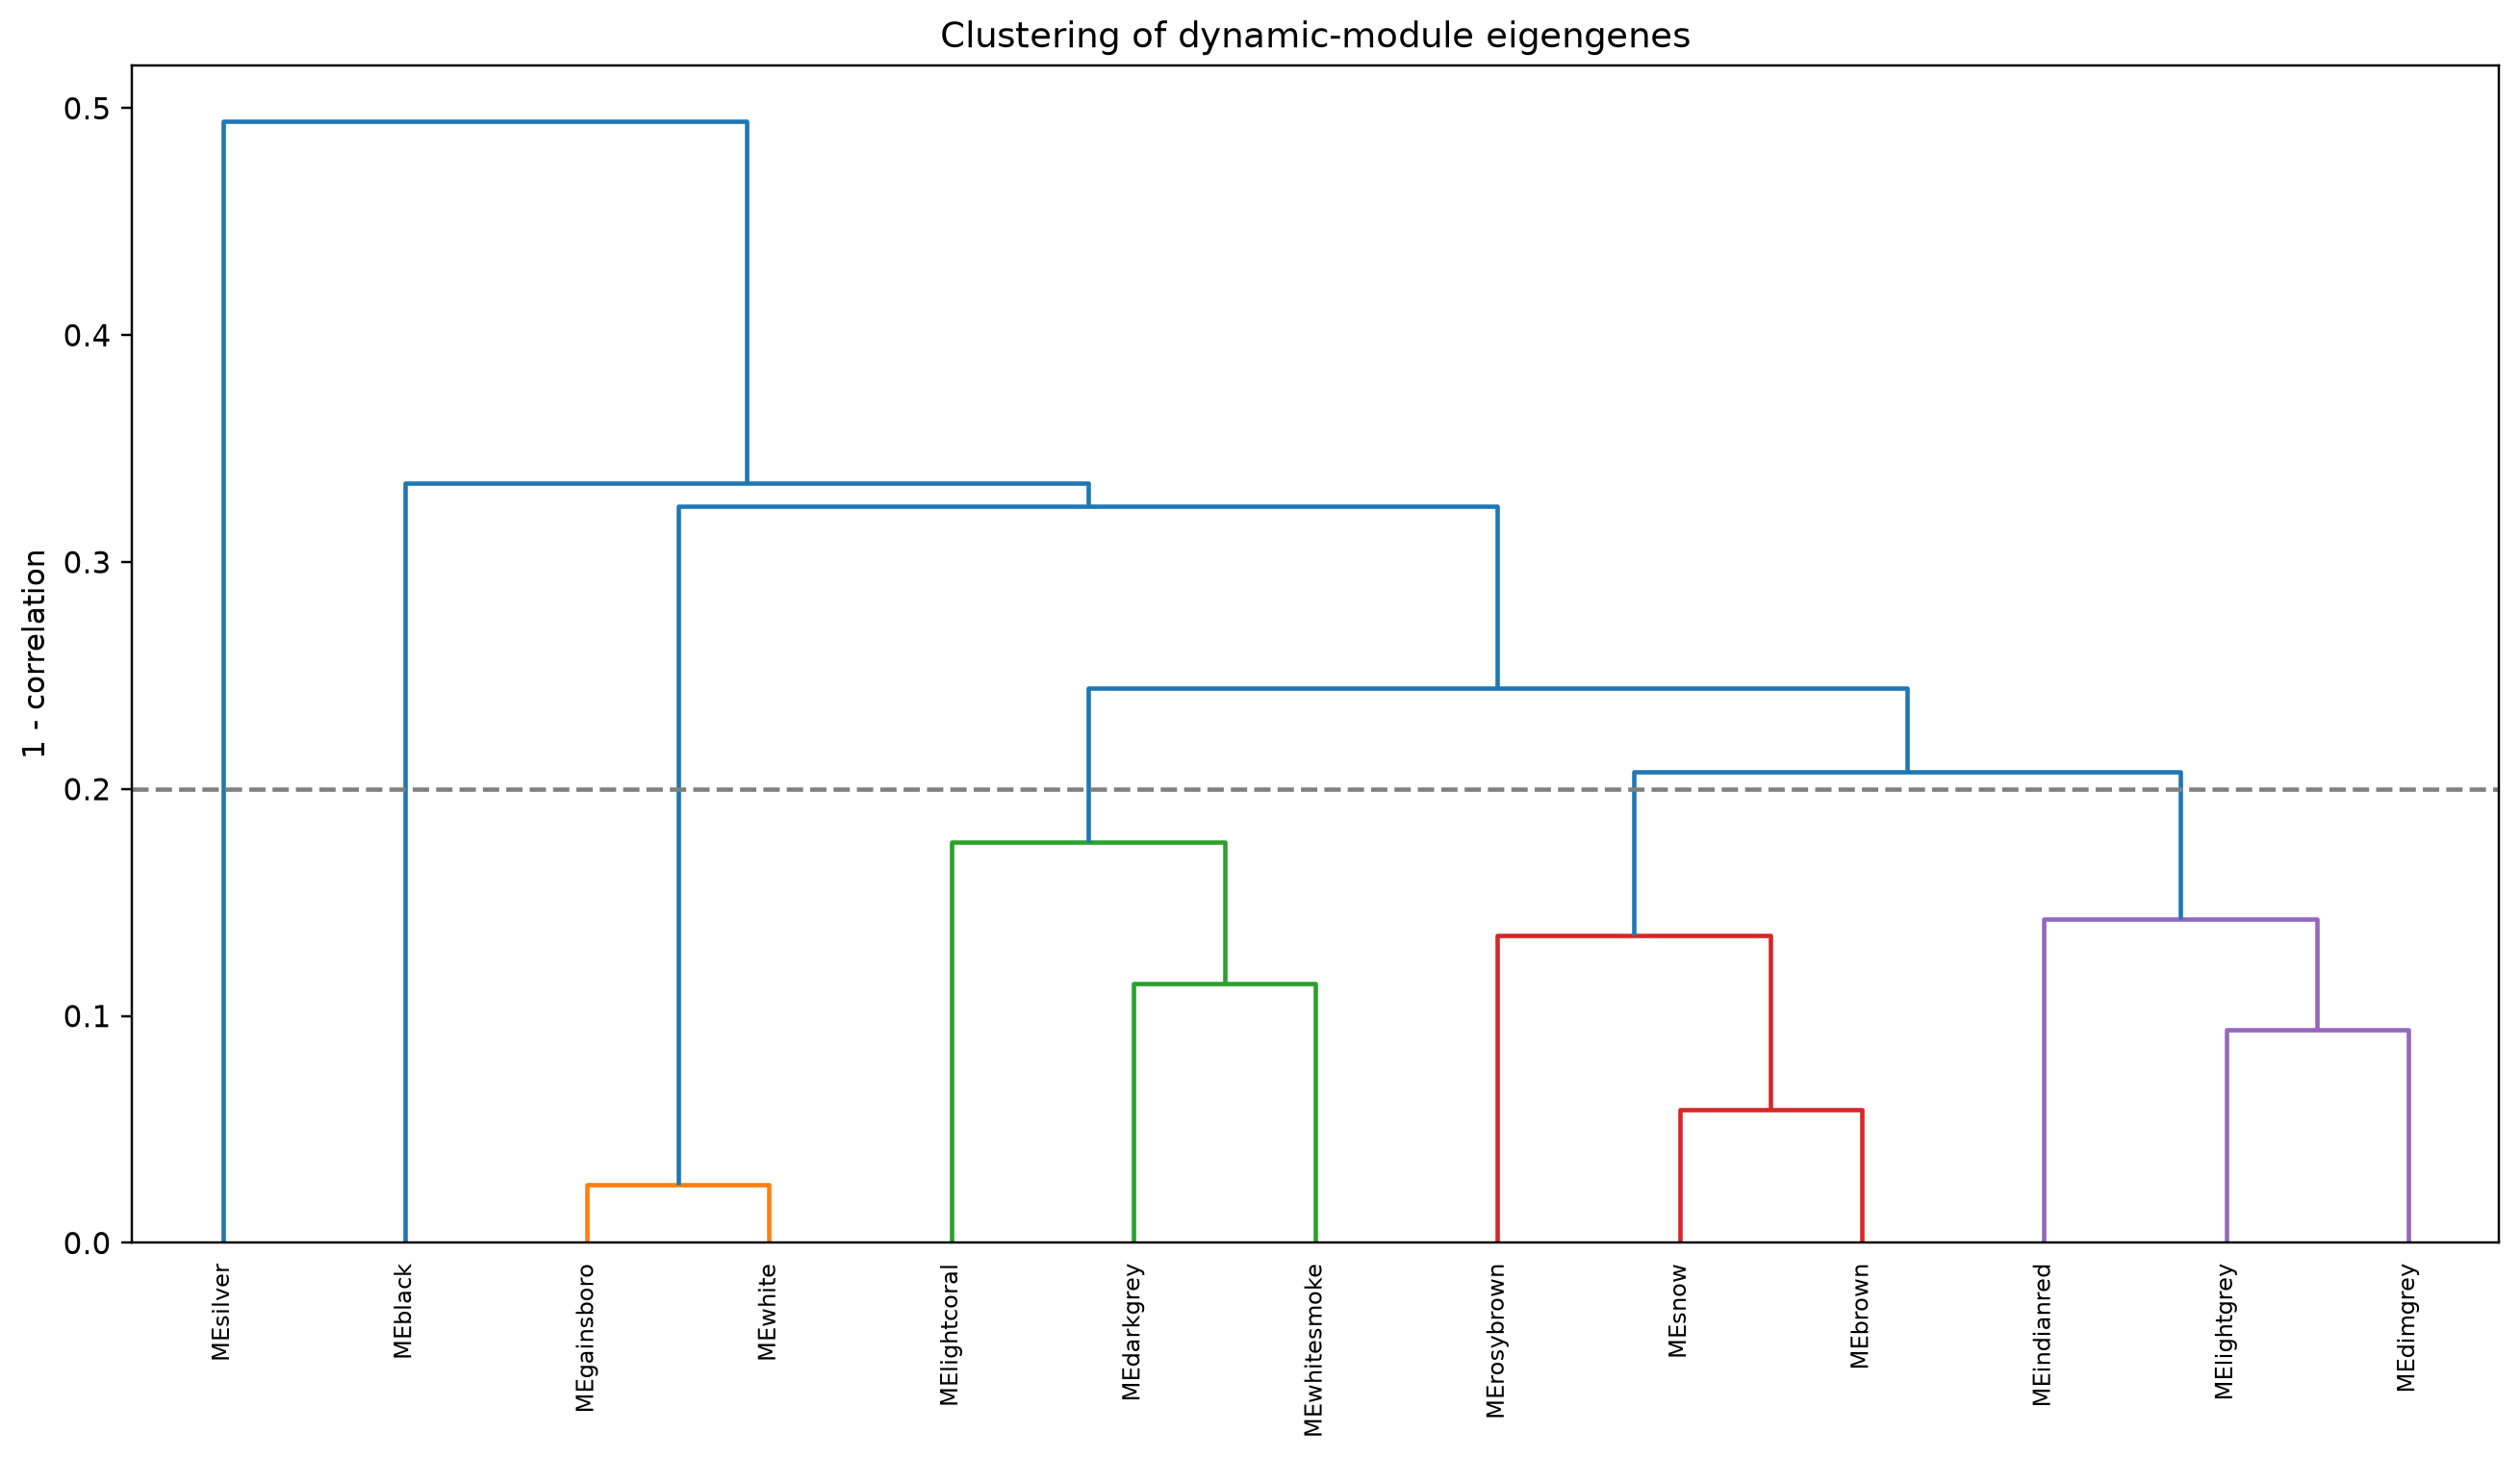 Clustering of dynamic-module eigengenes
1 - correlation
0.5
0.4
0.3
0.2
0.1
0.0
MEsilver
MEblack
MEgainsboro
MEwhite
MElightcoral
MEdarkgrey
MEwhitesmoke
MErosybrown
MEsnow
MEbrown
MEindianred
MElightgrey
MEdimgrey